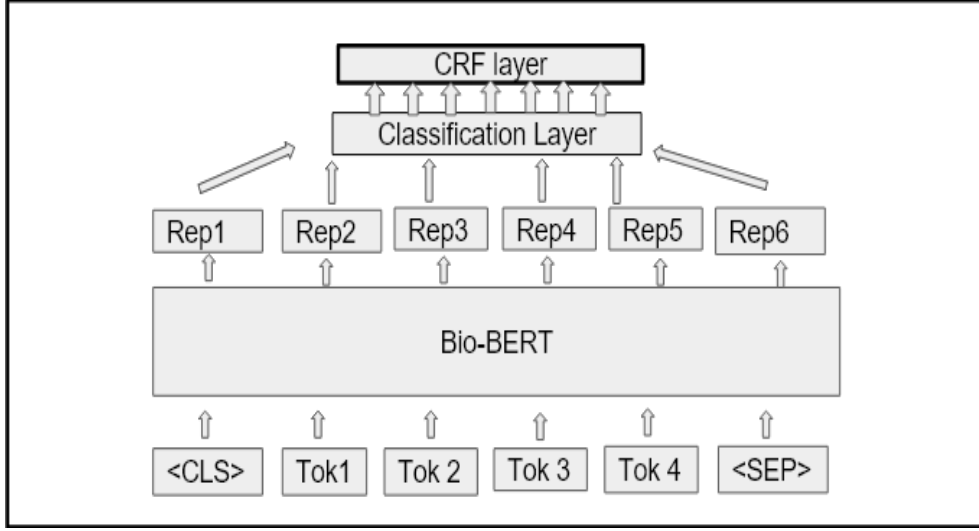 CRF layer
Classification Layer
Rep1 Rep2 Rep3 Rep4 Rep5 Rep6
Bio-BERT
<CLS> Tok1 Tok 2 Tok 3 Tok 4 <SEP>